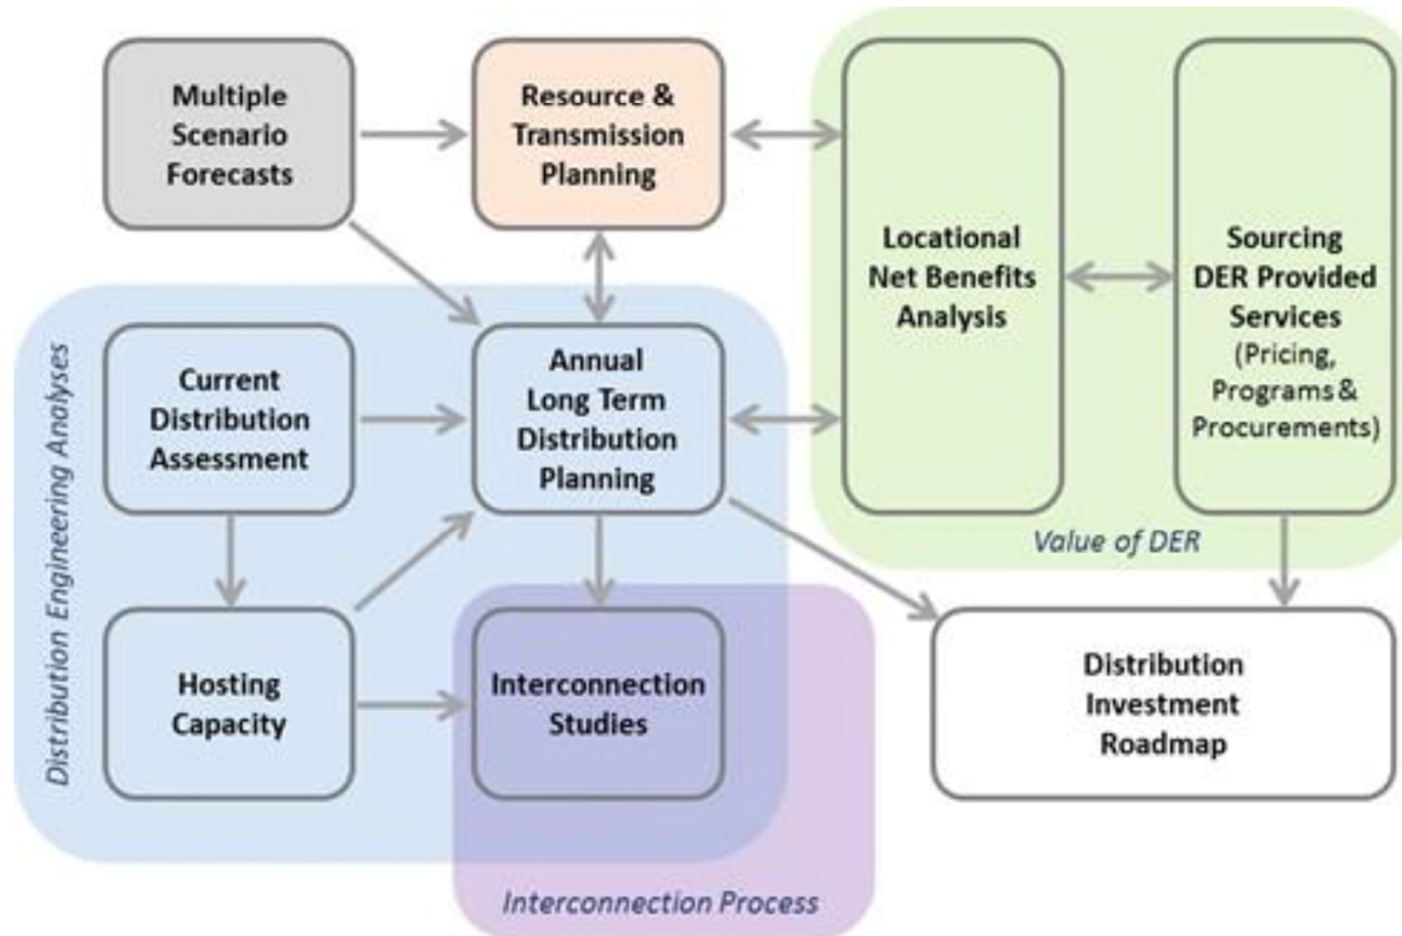 Multiple
Scenario
Forecasts
Resource &
Transmission
Planning
Locational
Net Benefits
Analysis
Sourcing
DER Provided
Services
(Pricing,
Programs &
Procurements)
Value of DER
Distribution Engineering Analyses
Current
Distribution
Assessment
Annual
Long Term
Distribution
Planning
Hosting
Capacity
Interconnection
Studies
Interconnection Process
Distribution
Investment
Roadmap